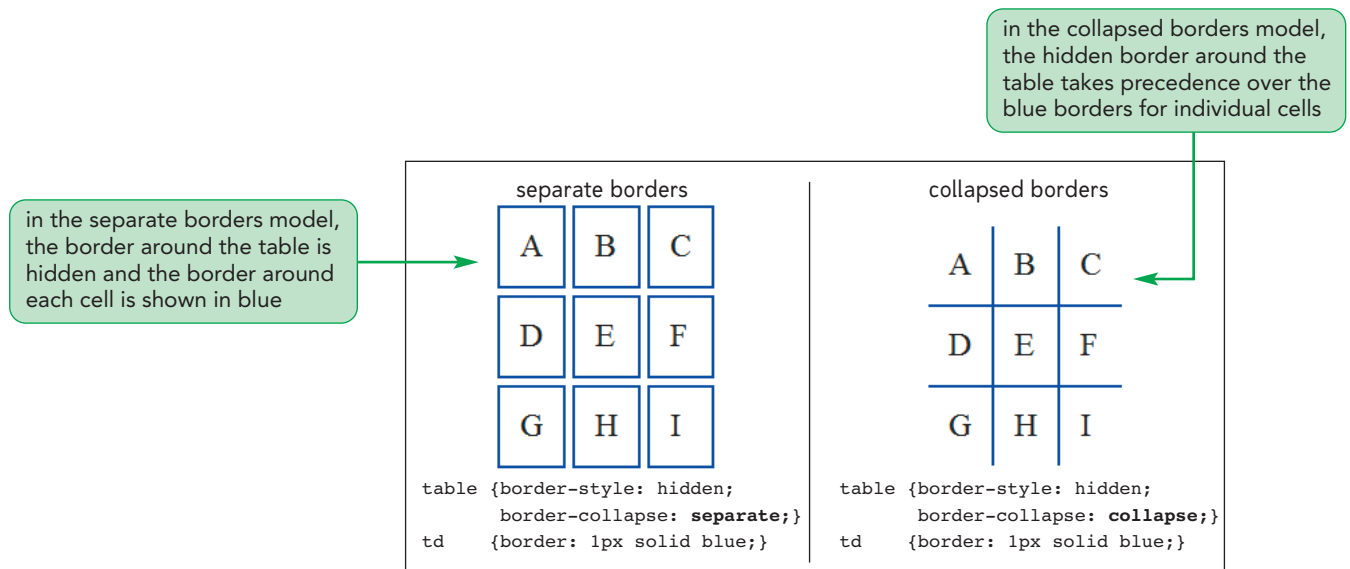 in the collapsed borders model,
the hidden border around the
table takes precedence over the
blue borders for individual cells
in the separate borders model,
the border around the table is
hidden and the border around
each cell is shown in blue
separate borders
A B C
D E F
G H I
table {border-style: hidden;
border-collapse: separate;}
td {border: 1px solid blue;}
collapsed borders
A B C
D E F
G H I
table {border-style: hidden;
border-collapse: collapse;}
td {border: 1px solid blue;}